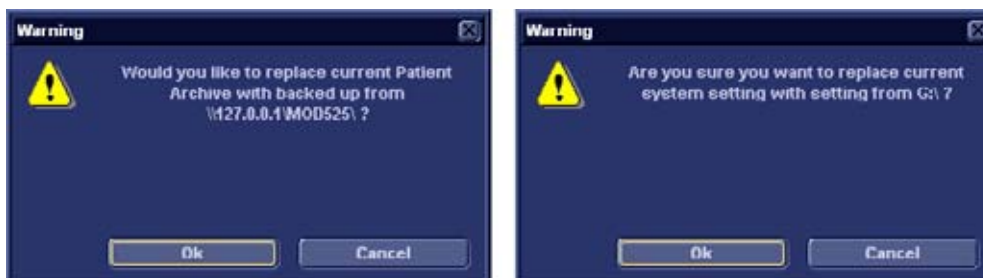 Warning
Would you like to replace current Patient
Archive with backed up from
\\127.0.0.1\MOD525\ ?
Ok
Cancel
Warning
Are you sure you want to replace current
system setting with setting from G:\ ?
Ok
Cancel